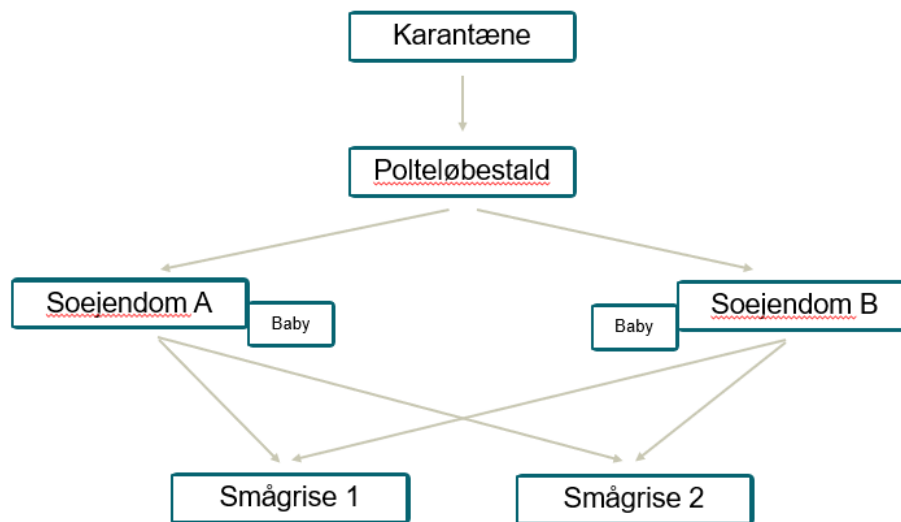 Karantæne
Polteløbestald
Soejendom A
Baby
Baby
Soejendom B
Smågrise 1
Smågrise 2